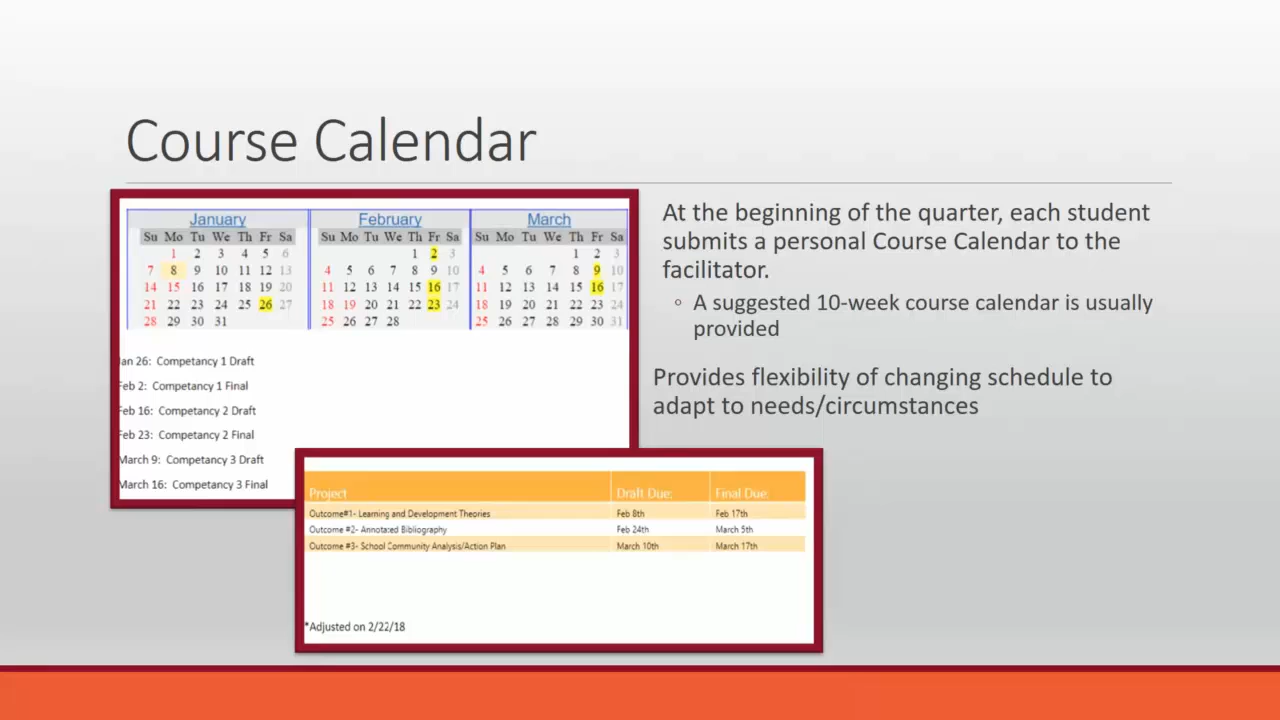 Course Calendar
January February March
Su Mo Tu We Th Fr Sa Su Mo Tu We Th Fr Sa Su Mo Tu We Th Fr Sa
1 2 3 4 5 6 1 2 3 1 2 3
7 8 9 10 11 12 13 4 5 6 7 8 9 10 4 5 6 7 8 9 10
14 15 16 17 18 19 20 11 12 13 14 15 16 17 11 12 13 14 15 16 17
21 22 23 24 25 26 27 18 19 20 21 22 23 24 18 19 20 21 22 23 24
28 29 30 31 25 26 27 28 25 26 27 28 29 30 31
Jan 26: Competancy 1 Draft
Feb 2: Competancy 1 Final
Feb 16: Competancy 2 Draft
Feb 23: Competancy 2 Final
March 9: Competancy 3 Draft
March 16: Competancy 3 Final
At the beginning of the quarter, each student
submits a personal Course Calendar to the
facilitator.
◦ A suggested 10-week course calendar is usually
provided
Provides flexibility of changing schedule to
adapt to needs/circumstances
Project Draft Due: Final Due:
Outcome#1- Learning and Development Theories Feb 8th Feb 17th
Outcome #2- Annotated Bibliography Feb 24th March 5th
Outcome #3- School Community Analysis/Action Plan March 10th March 17th
*Adjusted on 2/22/18